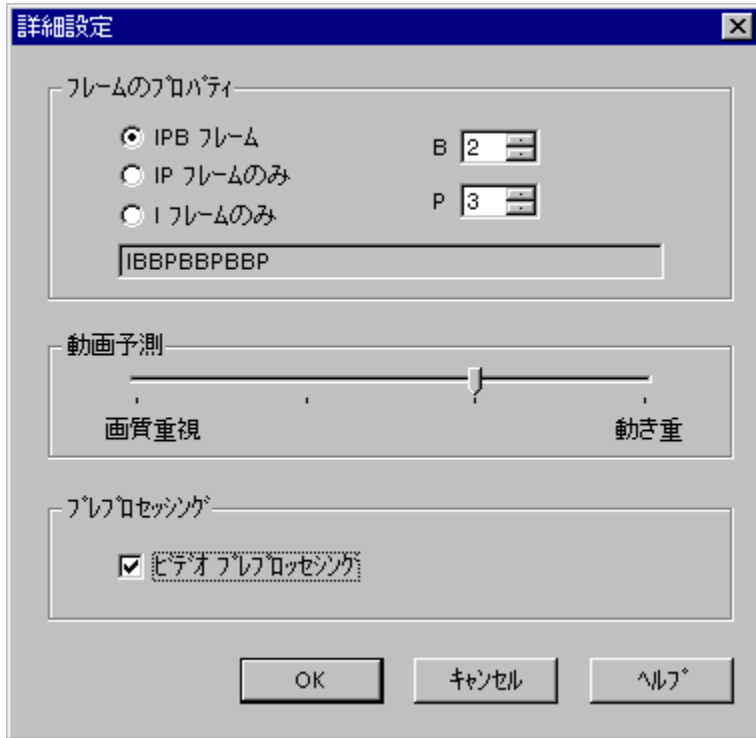 詳細設定
ﾌﾚｰﾑのﾌﾟﾛﾊﾟﾃｨ
IPB ﾌﾚｰﾑ
B 2
IP ﾌﾚｰﾑのみ
P 3
I ﾌﾚｰﾑのみ
IBBPBBPBBP
動画予測
画質重視 動き重
ﾌﾟﾚﾌﾟﾛｾｯｼﾝｸﾞ
ﾋﾞﾃﾞｵ ﾌﾟﾚﾌﾟﾛｯｾｼﾝｸﾞ
OK ｷｬﾝｾﾙ ﾍﾙﾌﾟ